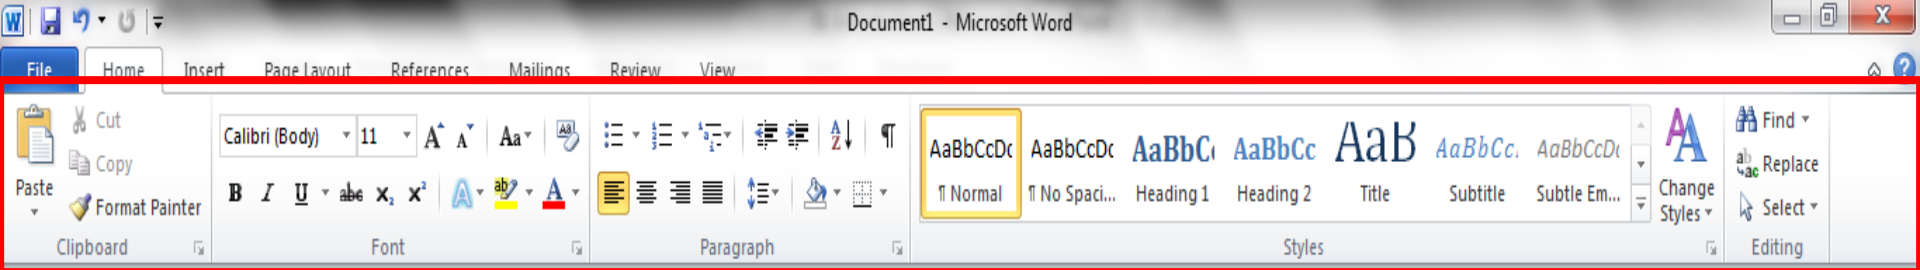 Document1 - Microsoft Word
File Home Insert Page Layout References Mailings Review View
Paste
Cut
Copy
Format Painter
Clipboard
Calibri (Body) 11 A A Aa
B I U abc X₂ X² A ab A
Font
A
Z
¶
Paragraph
AaBbCcDc AaBbCcDc AaBbC AaBbCc AaB AaBbCc. AaBbCcDc
¶ Normal ¶ No Spaci... Heading 1 Heading 2 Title Subtitle Subtle Em...
Change
Styles
Styles
Find
Replace
Select
Editing